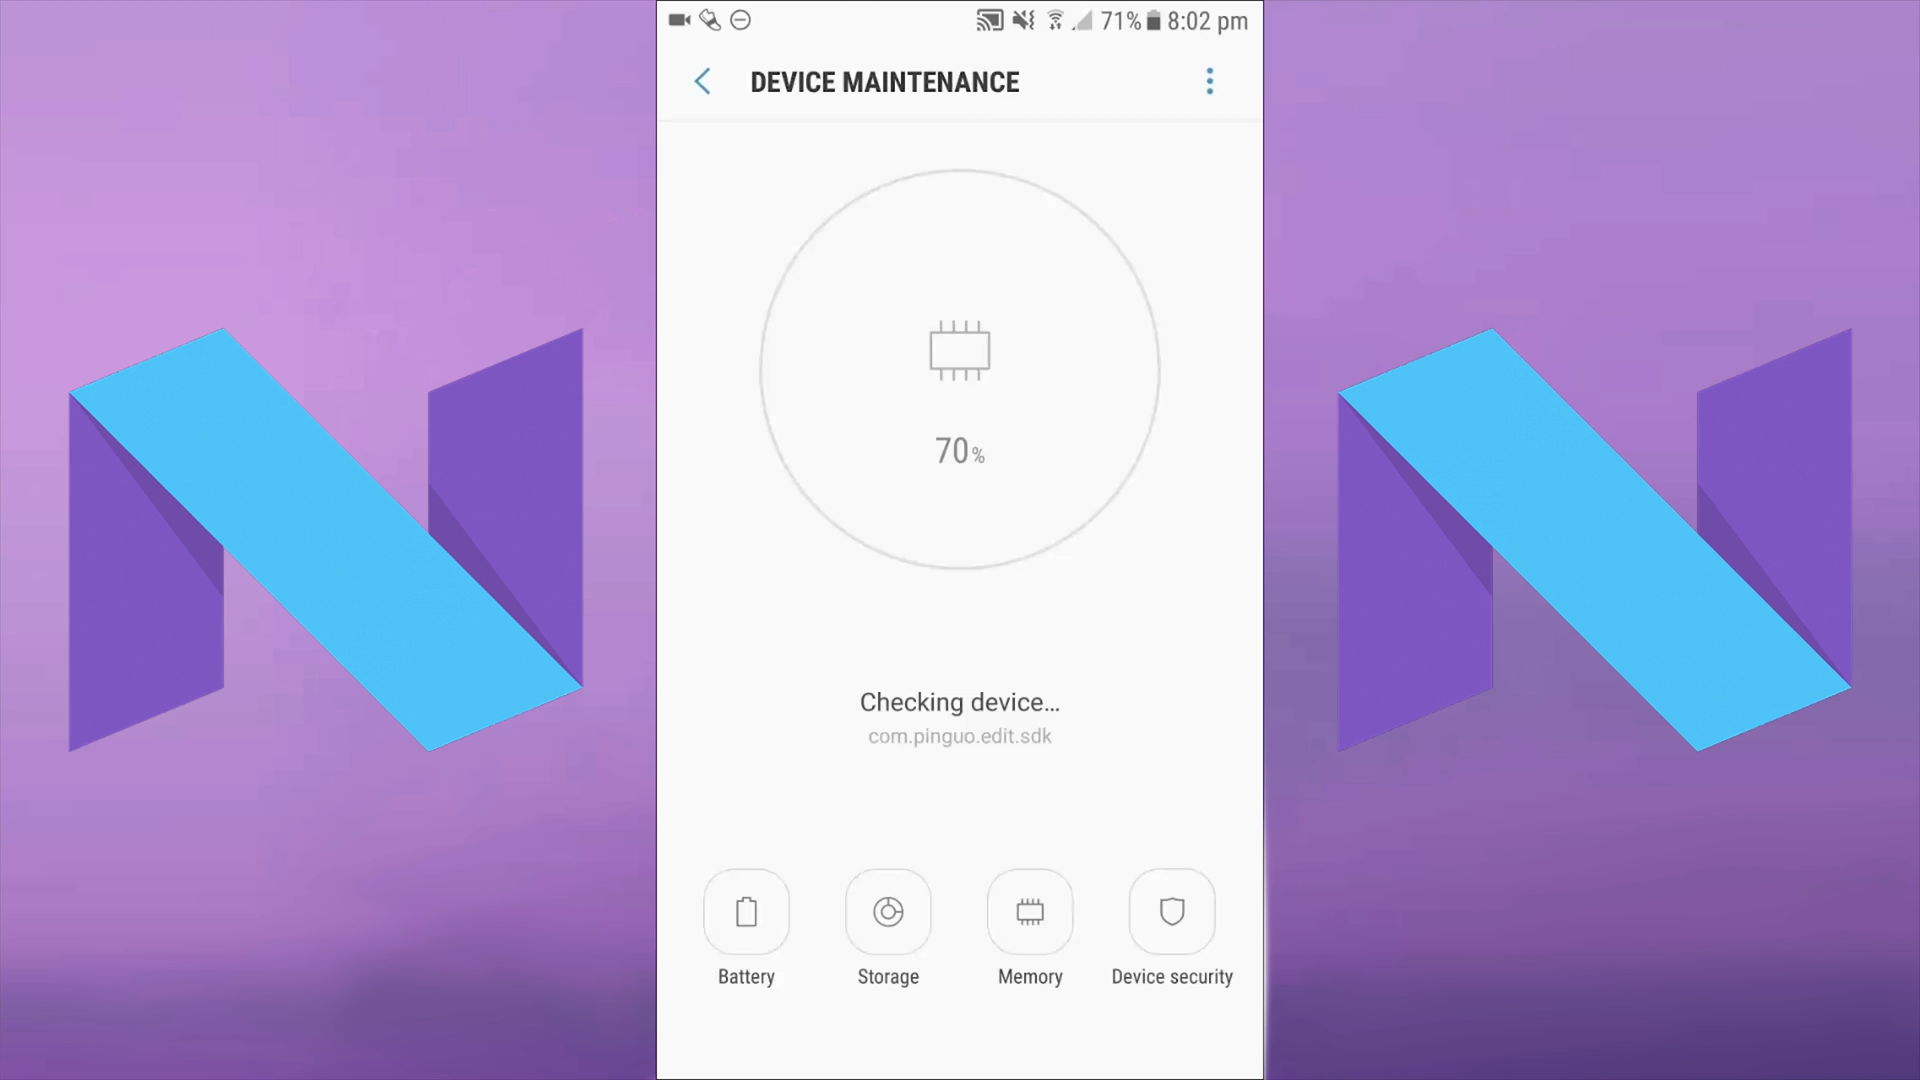 71% 8:02 pm
DEVICE MAINTENANCE
70%
Checking device...
com.pinguo.edit.sdk
Battery Storage Memory Device security